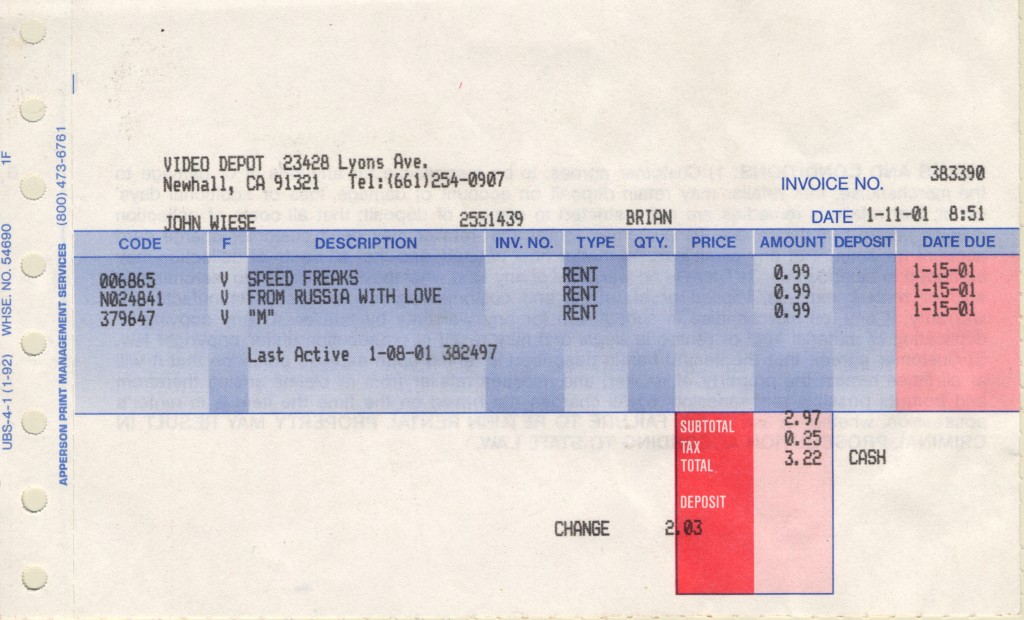 VIDEO DEPOT 23428 Lyons Ave.
Newhall, CA 91321 Tel:(661)254-0907
INVOICE NO. 383390
JOHN WIESE 2551439 BRIAN DATE 1-11-01 8:51
CODE F DESCRIPTION INV. NO. TYPE QTY. PRICE AMOUNT DEPOSIT DATE DUE
006865 V SPEED FREAKS RENT 0.99 1-15-01
N024841 V FROM RUSSIA WITH LOVE RENT 0.99 1-15-01
379647 V "M" RENT 0.99 1-15-01
Last Active 1-08-01 382497
SUBTOTAL 2.97
TAX 0.25
TOTAL 3.22 CASH
DEPOSIT
CHANGE 2.03
UBS-4-1 (1-92) WHSE. NO. 54690 1F
APPERSON PRINT MANAGEMENT SERVICES (800) 473-6761